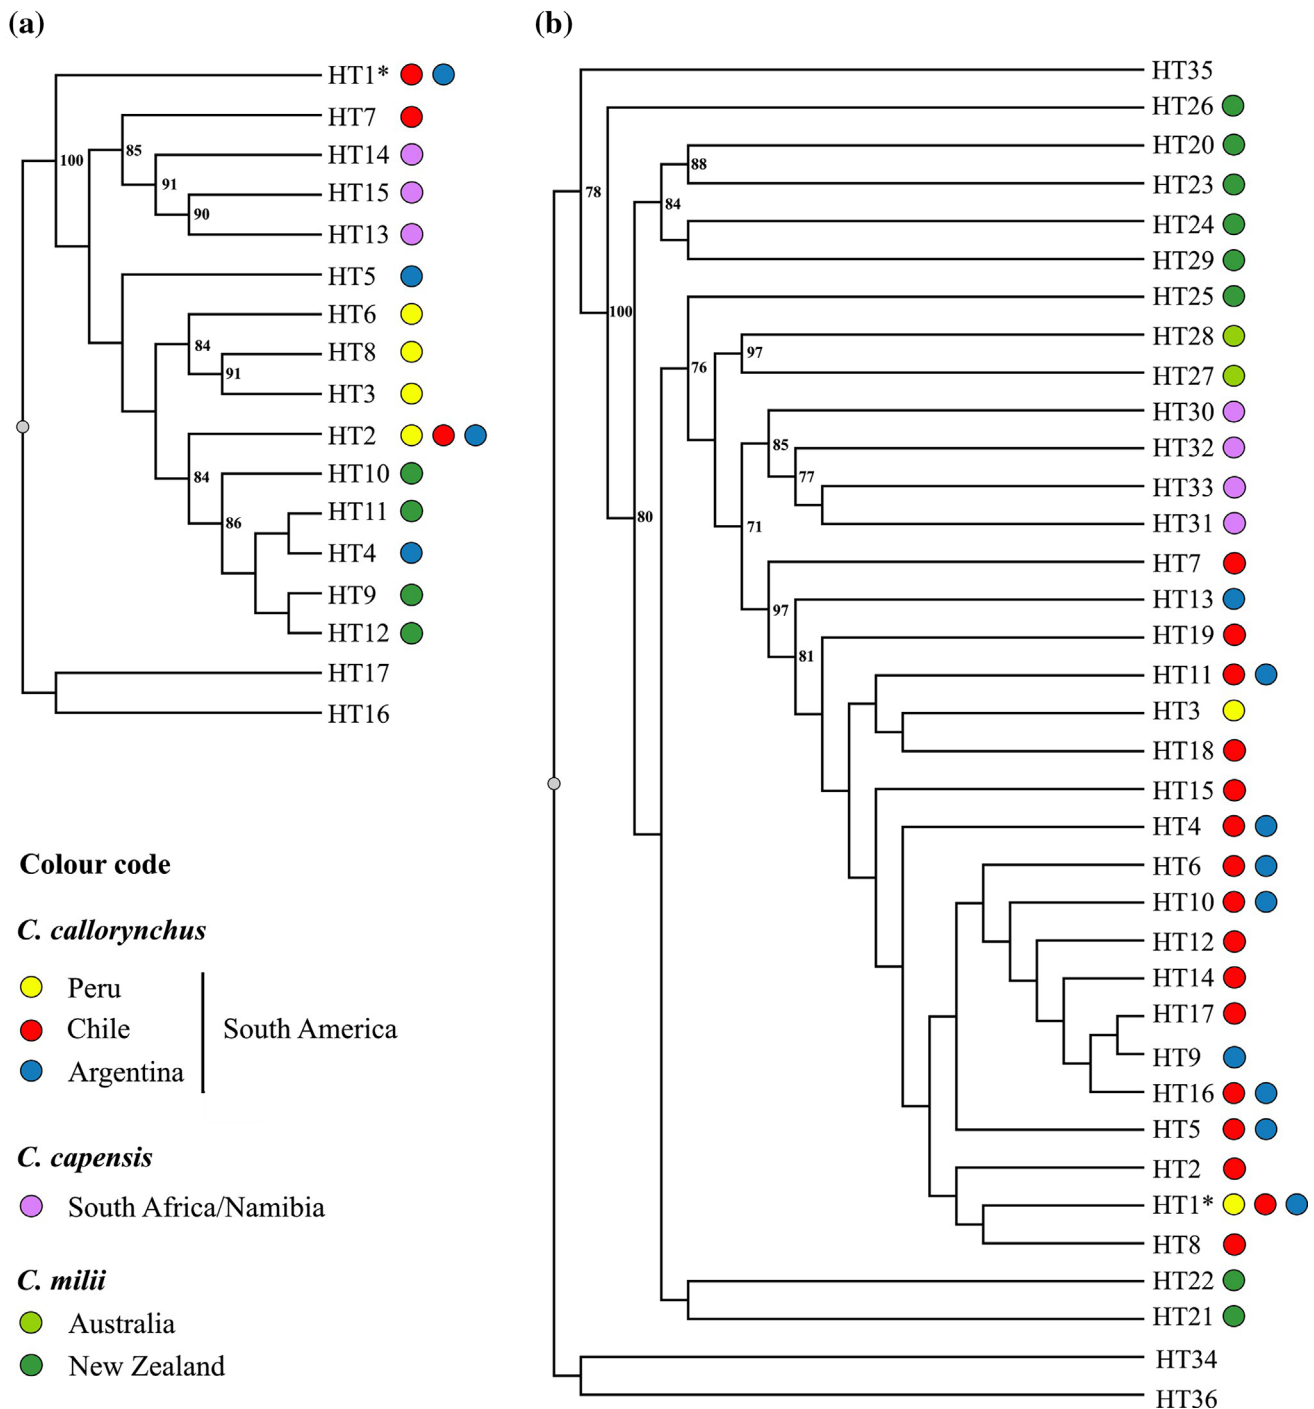 (a)
HT1*
HT7
85
100
HT14
91
HT15
90
HT13
HT5
HT6
84
HT8
91
HT3
HT2
HT10
84
HT11
86
HT4
HT9
HT12
HT17
HT16
Colour code
C. callorynchus
Peru
Chile
South America
Argentina
C. capensis
South Africa/Namibia
C. milii
Australia
New Zealand
(b)
HT35
HT26
HT20
88
HT23
78
84
HT24
HT29
HT25
100
HT28
97
76
HT27
HT30
85
HT32
77
HT33
80
HT31
71
HT7
HT13
97
HT19
81
HT11
HT3
HT18
HT15
HT4
HT6
HT10
HT12
HT14
HT17
HT9
HT16
HT5
HT2
HT1*
HT8
HT22
HT21
HT34
HT36